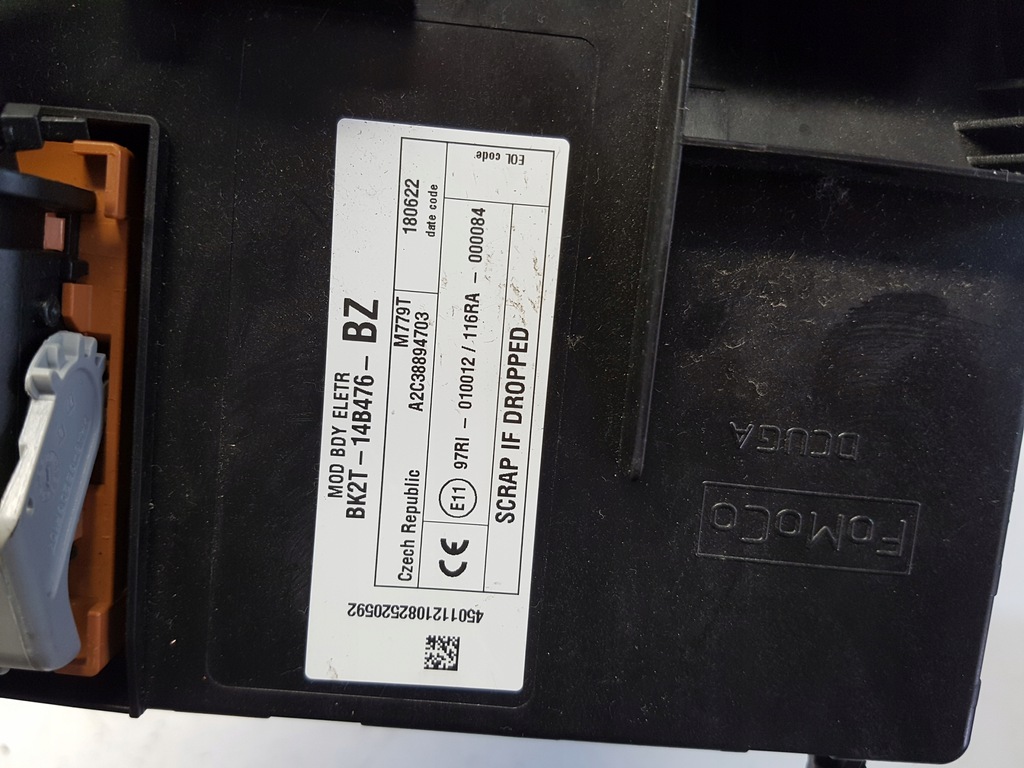 MOD BDY ELETR
BK2T-14B476-BZ
Czech Republic A2C38894703 M779T
180622
date code
E11 97RI-010012/116RA-000084
EOL code:
SCRAP IF DROPPED
4501121082520592
DCUGA
FoMoCo